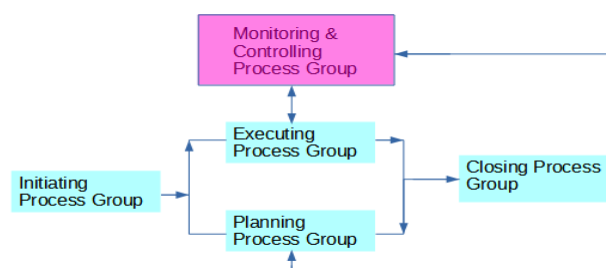 Monitoring &
Controlling
Process Group
Executing
Process Group
Initiating
Process Group
Closing Process
Group
Planning
Process Group